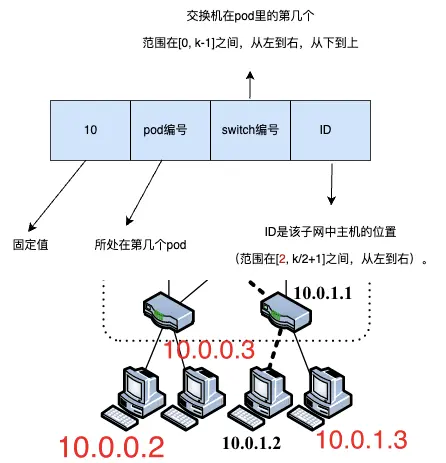 交换机在pod里的第几个
范围在[0, k-1]之间，从左到右，从下到上
10
pod编号
switch编号
ID
固定值
所处在第几个pod
ID是该子网中主机的位置
（范围在[2, k/2+1]之间，从左到右）。
10.0.1.1
10.0.0.3
10.0.0.2
10.0.1.2
10.0.1.3